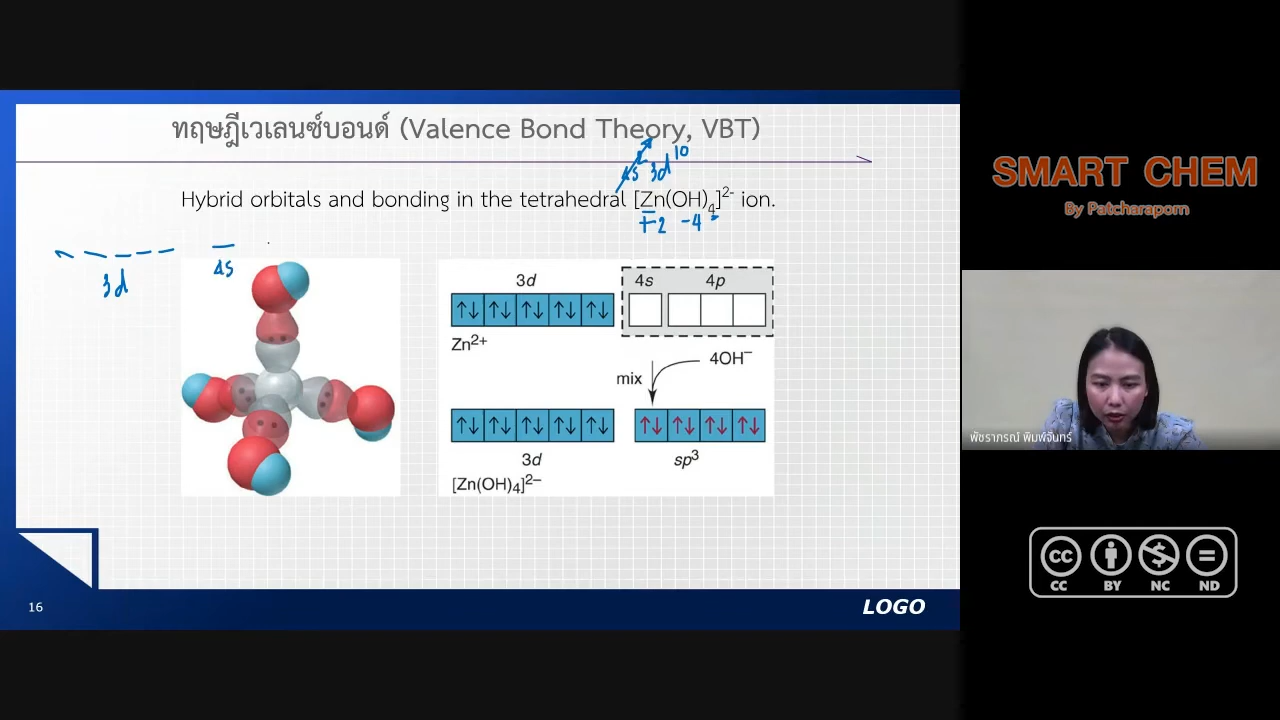 ทฤษฎีเวเลนซ์บอนด์ (Valence Bond Theory, VBT)
4s² 3d¹⁰
Hybrid orbitals and bonding in the tetrahedral [Zn(OH)₄]²⁻ ion.
+2 -4
3d
4s
3d 4s 4p
Zn²⁺
mix 4OH⁻
3d sp³
[Zn(OH)₄]²⁻
16
LOGO
SMART CHEM
By Patcharaporn
พัชราภรณ์ พิมพ์จันทร์
CC BY NC ND